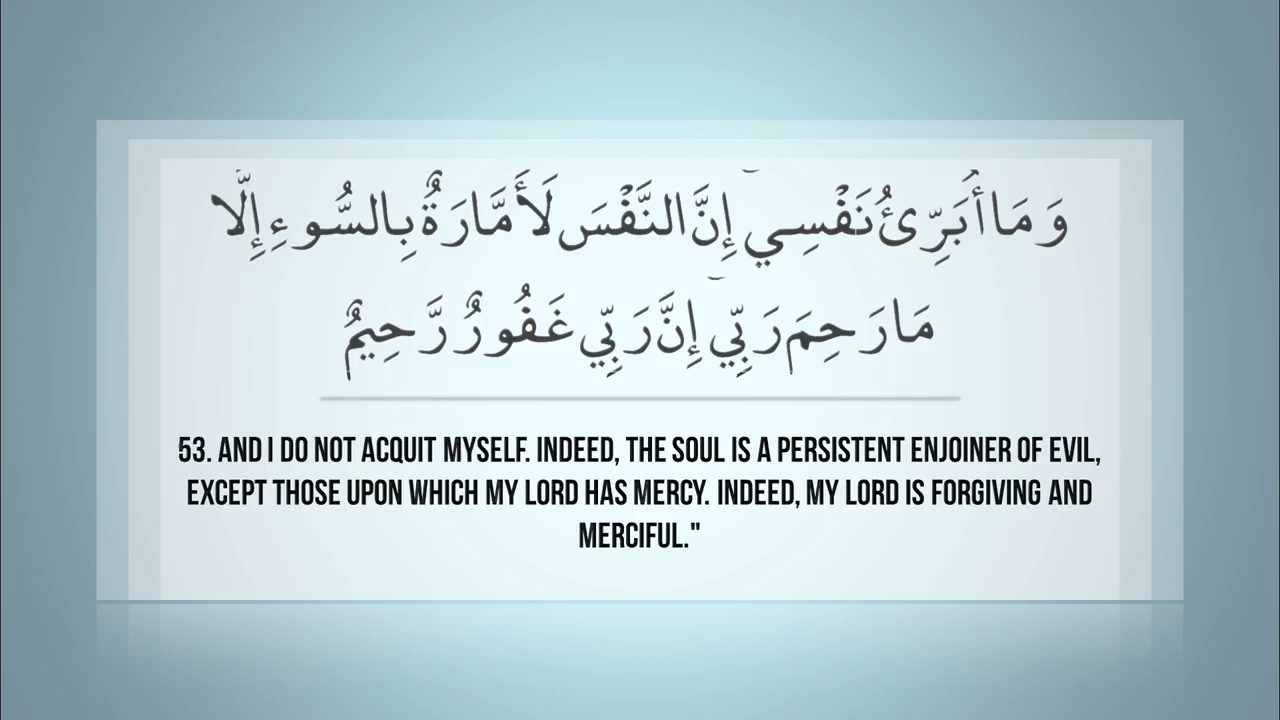 وَمَا أُبَرِّئُ نَفْسِي إِنَّ النَّفْسَ لَأَمَّارَةٌ بِالسُّوءِ إِلَّا
مَا رَحِمَ رَبِّي إِنَّ رَبِّي غَفُورٌ رَّحِيمٌ
53. AND I DO NOT ACQUIT MYSELF. INDEED, THE SOUL IS A PERSISTENT ENJOINER OF EVIL,
EXCEPT THOSE UPON WHICH MY LORD HAS MERCY. INDEED, MY LORD IS FORGIVING AND
MERCIFUL."